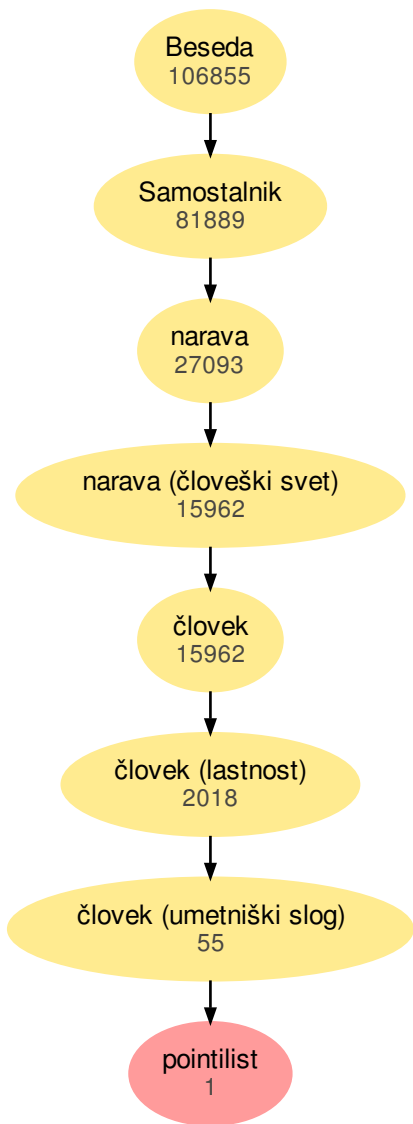 Beseda
106855
Samostalnik
81889
narava
27093
narava (človeški svet)
15962
človek
15962
človek (lastnost)
2018
človek (umetniški slog)
55
pointilist
1